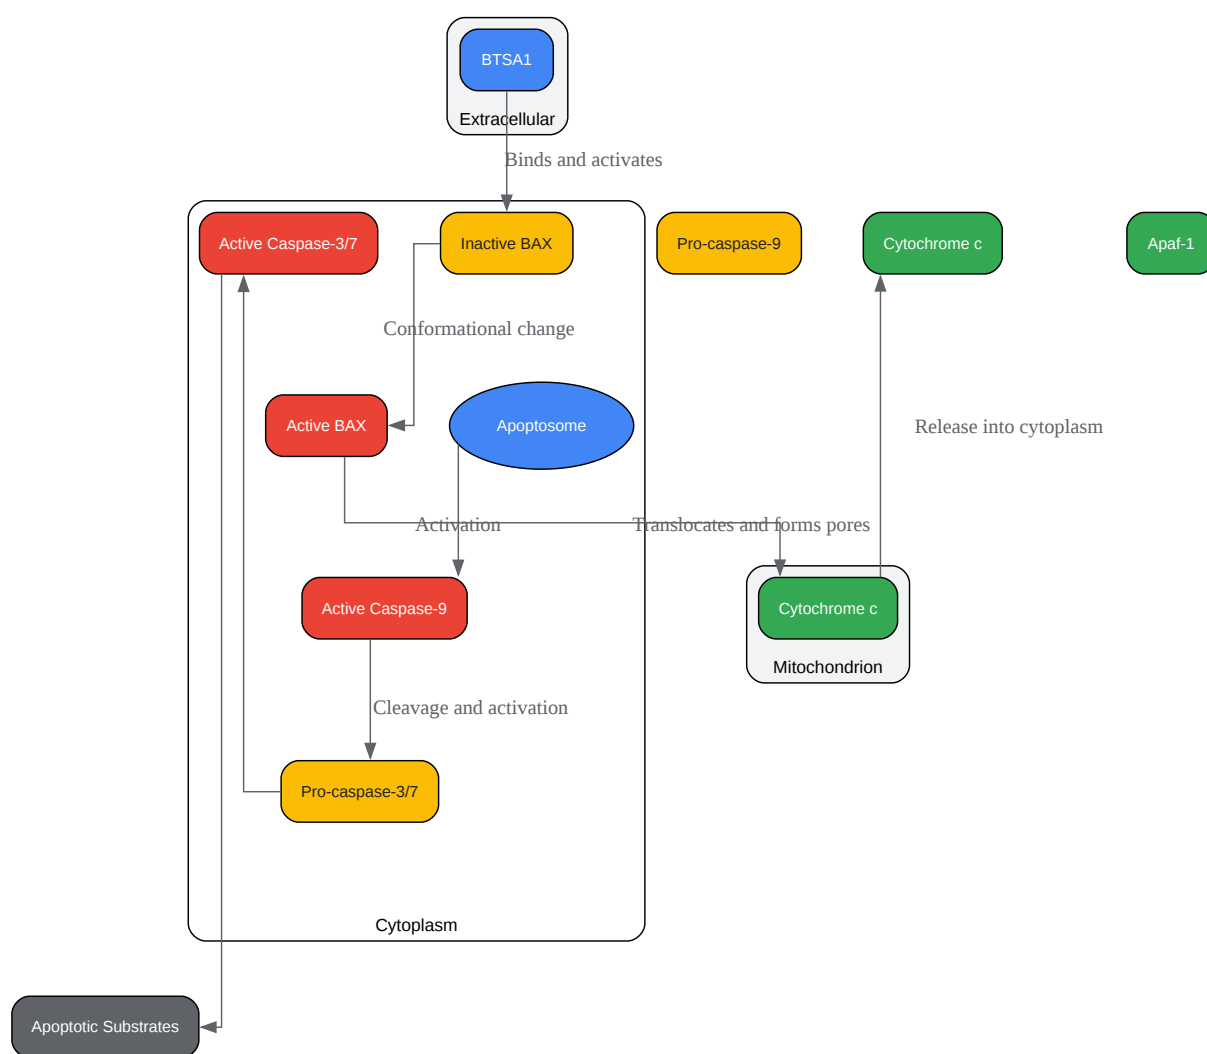 BTSA1
Extracellular
Binds and activates
Active Caspase-3/7
Inactive BAX
Pro-caspase-9
Cytochrome c
Apaf-1
Conformational change
Active BAX
Apoptosome
Release into cytoplasm
Activation
Translocates and forms pores
Active Caspase-9
Cytochrome c
Mitochondrion
Cleavage and activation
Pro-caspase-3/7
Cytoplasm
Apoptotic Substrates